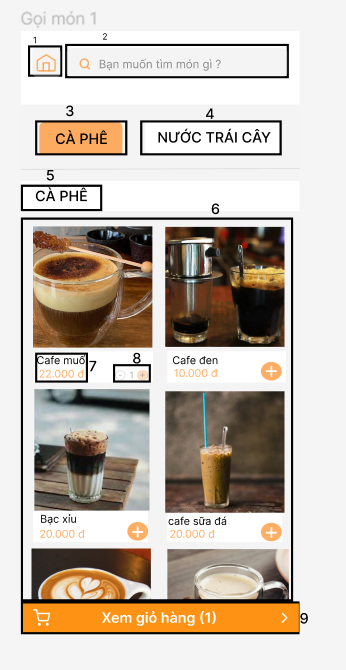 Gọi món 1
1
2
Bạn muốn tìm món gì ?
3
4
CÀ PHÊ
NƯỚC TRÁI CÂY
5
CÀ PHÊ
6
Cafe muố
22.000 đ
7
8
- 1 +
Cafe đen
10.000 đ
Bạc xỉu
20.000 đ
cafe sữa đá
20.000 đ
Xem giỏ hàng (1)
9